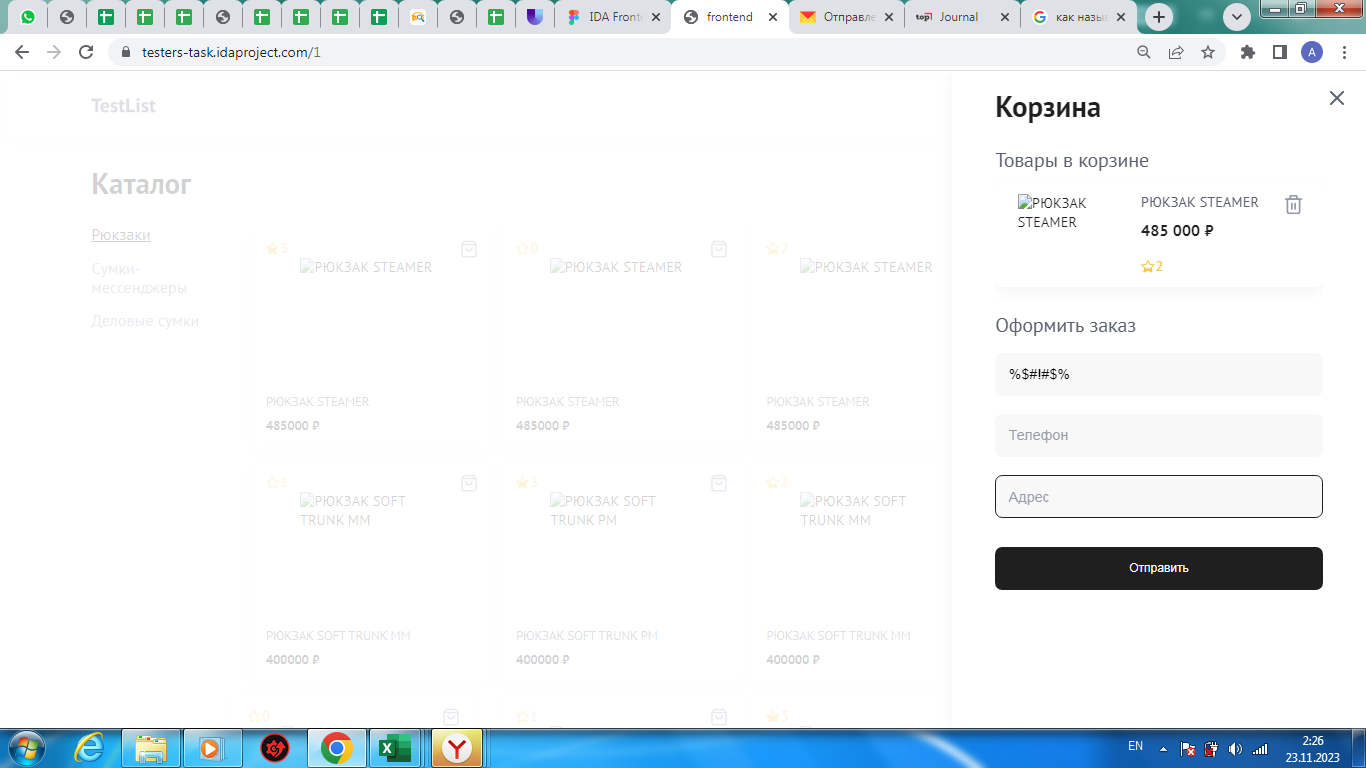 IDA Front
frontend
Отправле
top Journal
как назыв
testers-task.idaproject.com/1
A
TestList
Каталог
Рюкзаки
Сумки-
мессенджеры
Деловые сумки
3
РЮКЗАК STEAMER
РЮКЗАК STEAMER
485000 ₽
0
РЮКЗАК STEAMER
РЮКЗАК STEAMER
485000 ₽
2
РЮКЗАК STEAMER
РЮКЗАК STEAMER
485000 ₽
1
РЮКЗАК SOFT
TRUNK MM
РЮКЗАК SOFT TRUNK MM
400000 ₽
3
РЮКЗАК SOFT
TRUNK PM
РЮКЗАК SOFT TRUNK PM
400000 ₽
2
РЮКЗАК SOFT
TRUNK MM
РЮКЗАК SOFT TRUNK MM
400000 ₽
0
1
3
Корзина
Товары в корзине
РЮКЗАК
STEAMER
РЮКЗАК STEAMER
485 000 ₽
2
Оформить заказ
%$#!#$%
Телефон
Адрес
Отправить
EN
2:26
23.11.2023